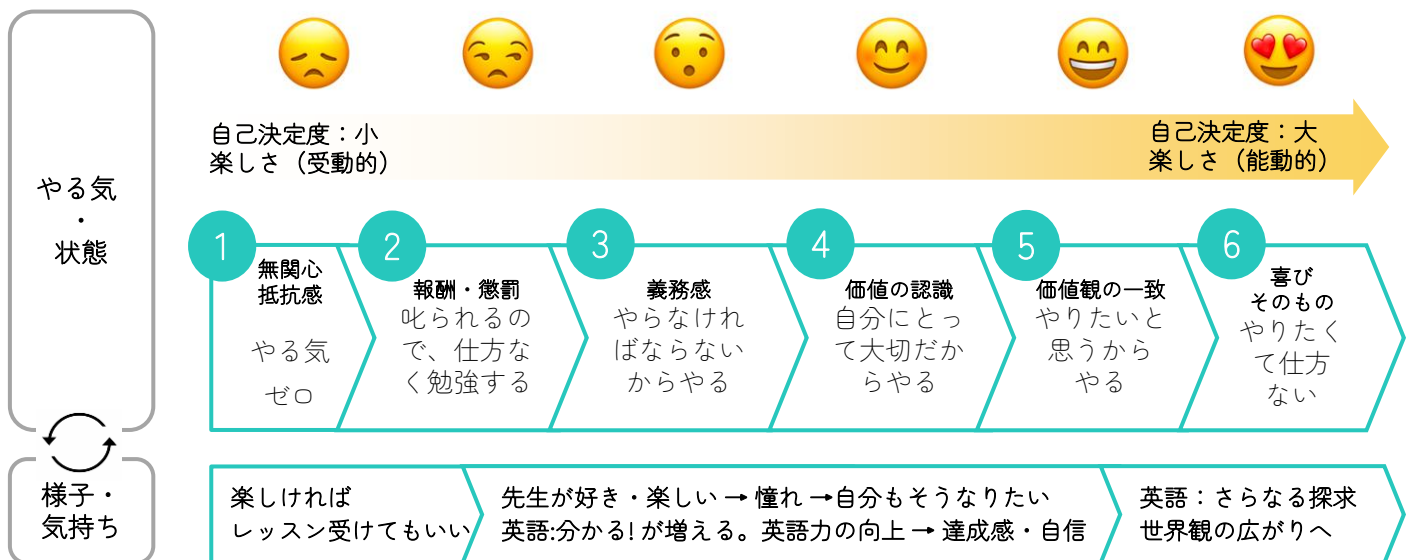 やる気
・
状態
自己決定度：小
楽しさ（受動的）
自己決定度：大
楽しさ（能動的）
1
無関心
抵抗感
やる気
ゼロ
2
報酬・懲罰
叱られるの
で、仕方な
く勉強する
3
義務感
やらなけれ
ばならない
からやる
4
価値の認識
自分にとっ
て大切だか
らやる
5
価値観の一致
やりたいと
思うから
やる
6
喜び
そのもの
やりたく
て仕方
ない
様子・
気持ち
楽しければ
レッスン受けてもいい
先生が好き・楽しい → 憧れ →自分もそうなりたい
英語:分かる! が増える。英語力の向上 → 達成感・自信
英語：さらなる探求
世界観の広がりへ